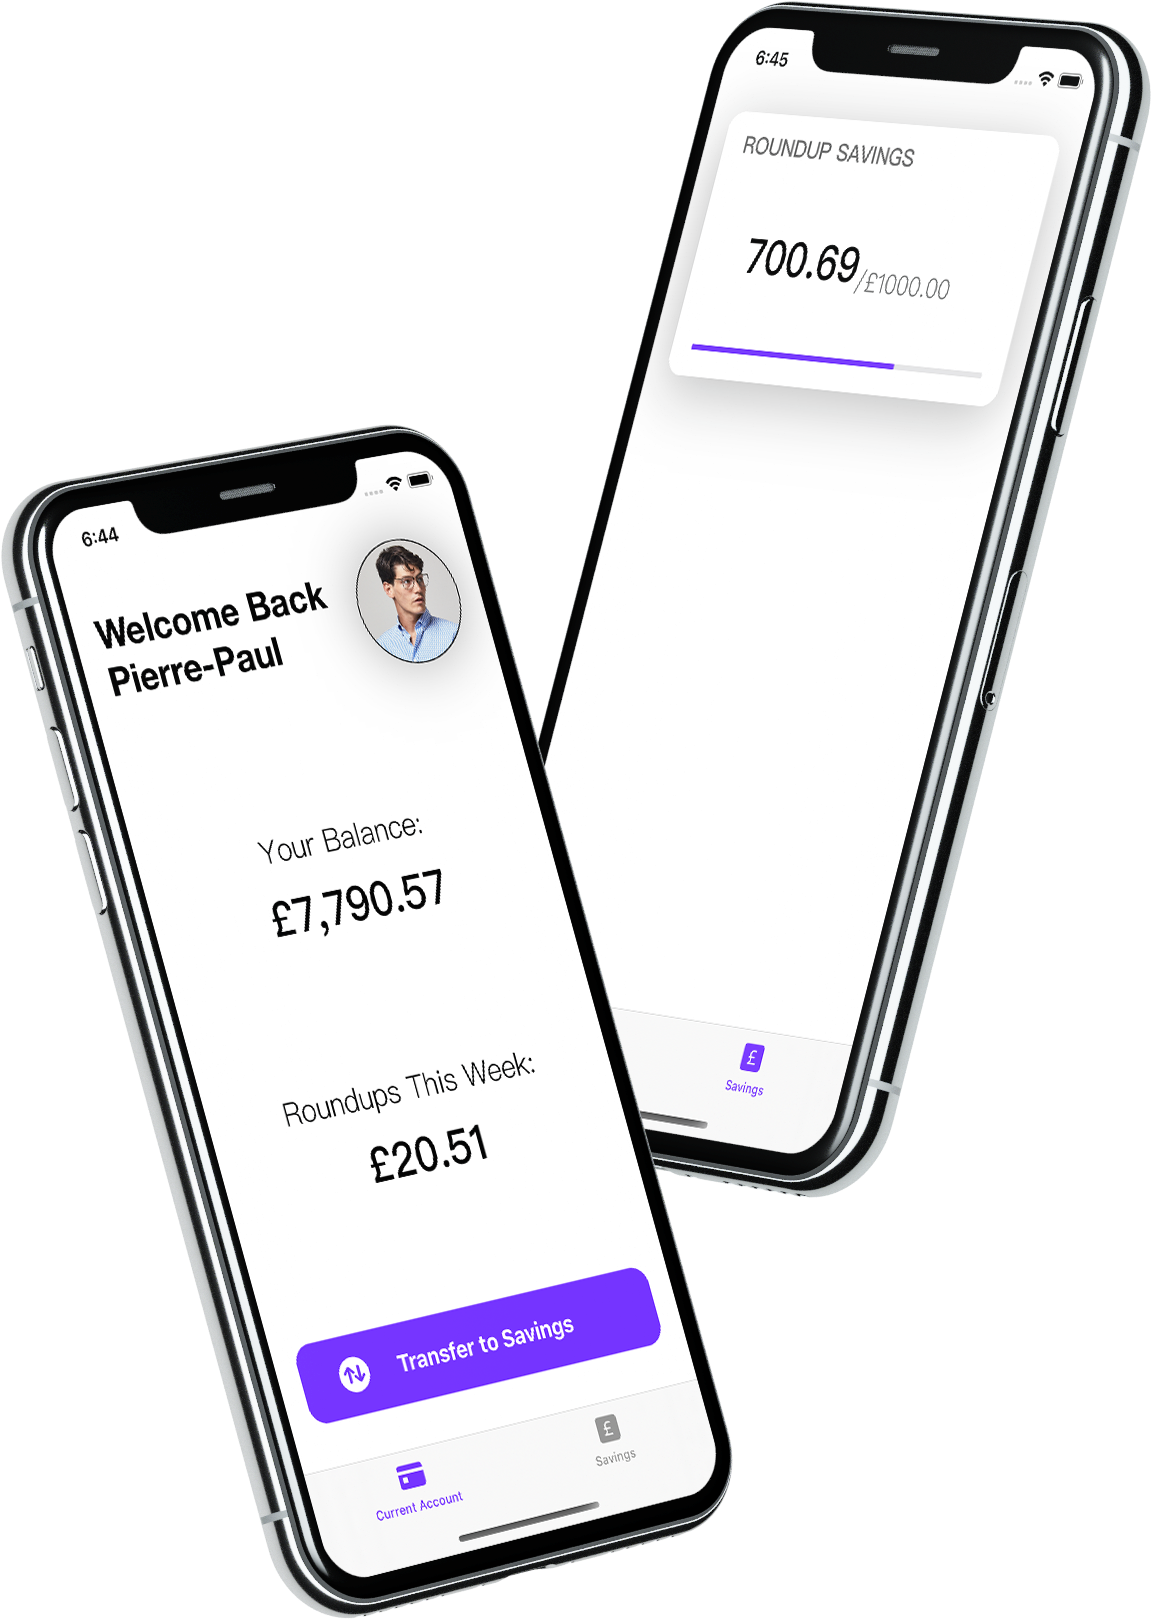 6:45
ROUNDUP SAVINGS
700.69/£1000.00
£
Savings
6:44
Welcome Back
Pierre-Paul
Your Balance:
£7,790.57
Roundups This Week:
£20.51
Transfer to Savings
£
Current Account
Savings